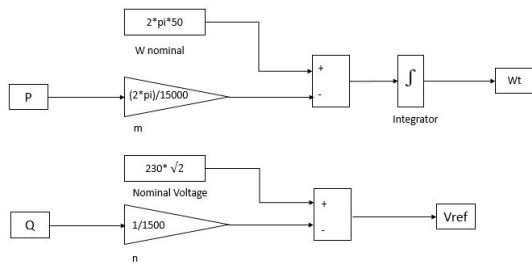 2*pi*50
W nominal
+
-
∫
Wt
P
(2*pi)/15000
m
Integrator
230* √2
Nominal Voltage
+
-
Vref
Q
1/1500
n